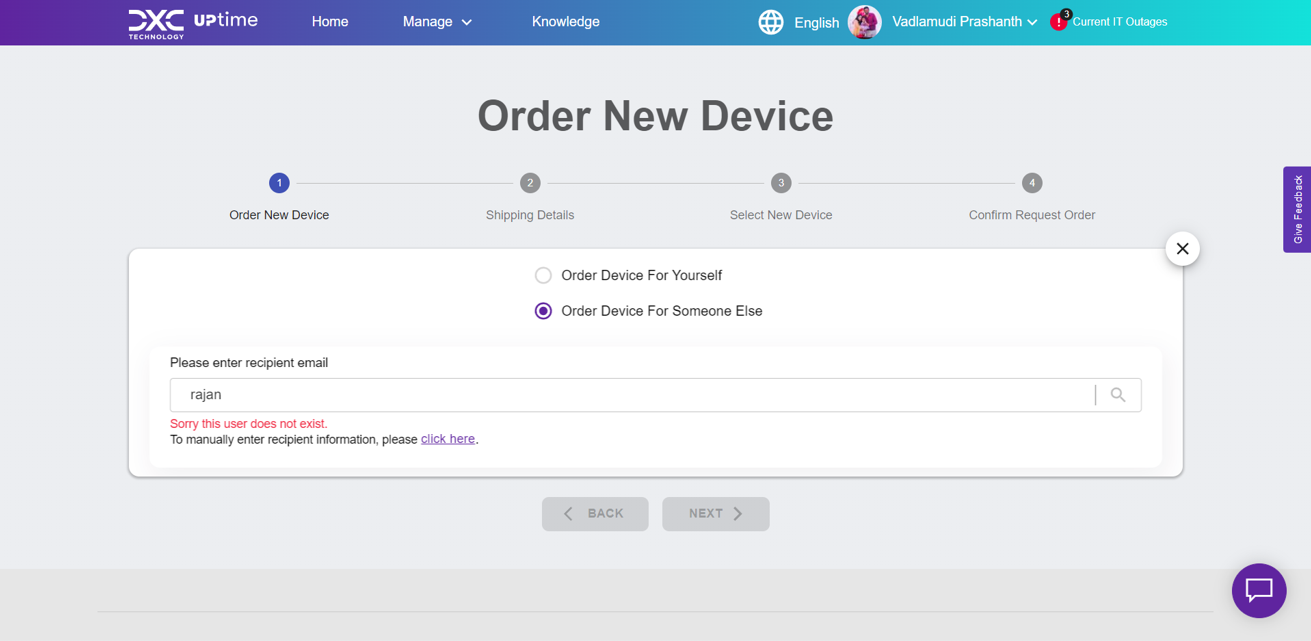 DXC TECHNOLOGY UPtime Home Manage Knowledge English Vadlamudi Prashanth 3 Current IT Outages
Order New Device
1 2 3 4
Order New Device Shipping Details Select New Device Confirm Request Order
Give Feedback
Order Device For Yourself
Order Device For Someone Else
Please enter recipient email
rajan
Sorry this user does not exist.
To manually enter recipient information, please click here.
BACK NEXT